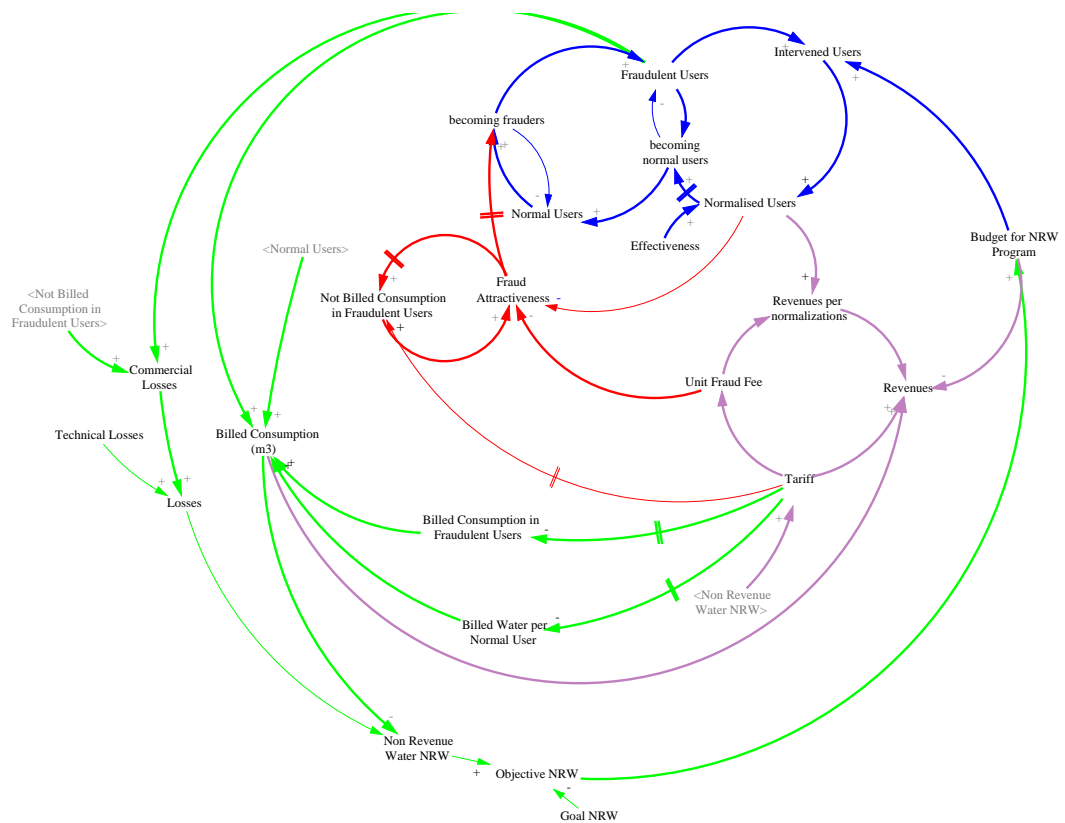 Intervened Users
Fraudulent Users
becoming frauders
becoming
normal users
Normalised Users
Normal Users
Effectiveness
<Normal Users>
Budget for NRW
Program
Fraud
Attractiveness
<Not Billed
Consumption in
Fraudulent Users>
Not Billed Consumption
in Fraudulent Users
Revenues per
normalizations
Commercial
Losses
Unit Fraud Fee
Revenues
Technical Losses
Billed Consumption
(m3)
Tariff
Losses
Billed Consumption in
Fraudulent Users
<Non Revenue
Water NRW>
Billed Water per
Normal User
Non Revenue
Water NRW
Objective NRW
Goal NRW